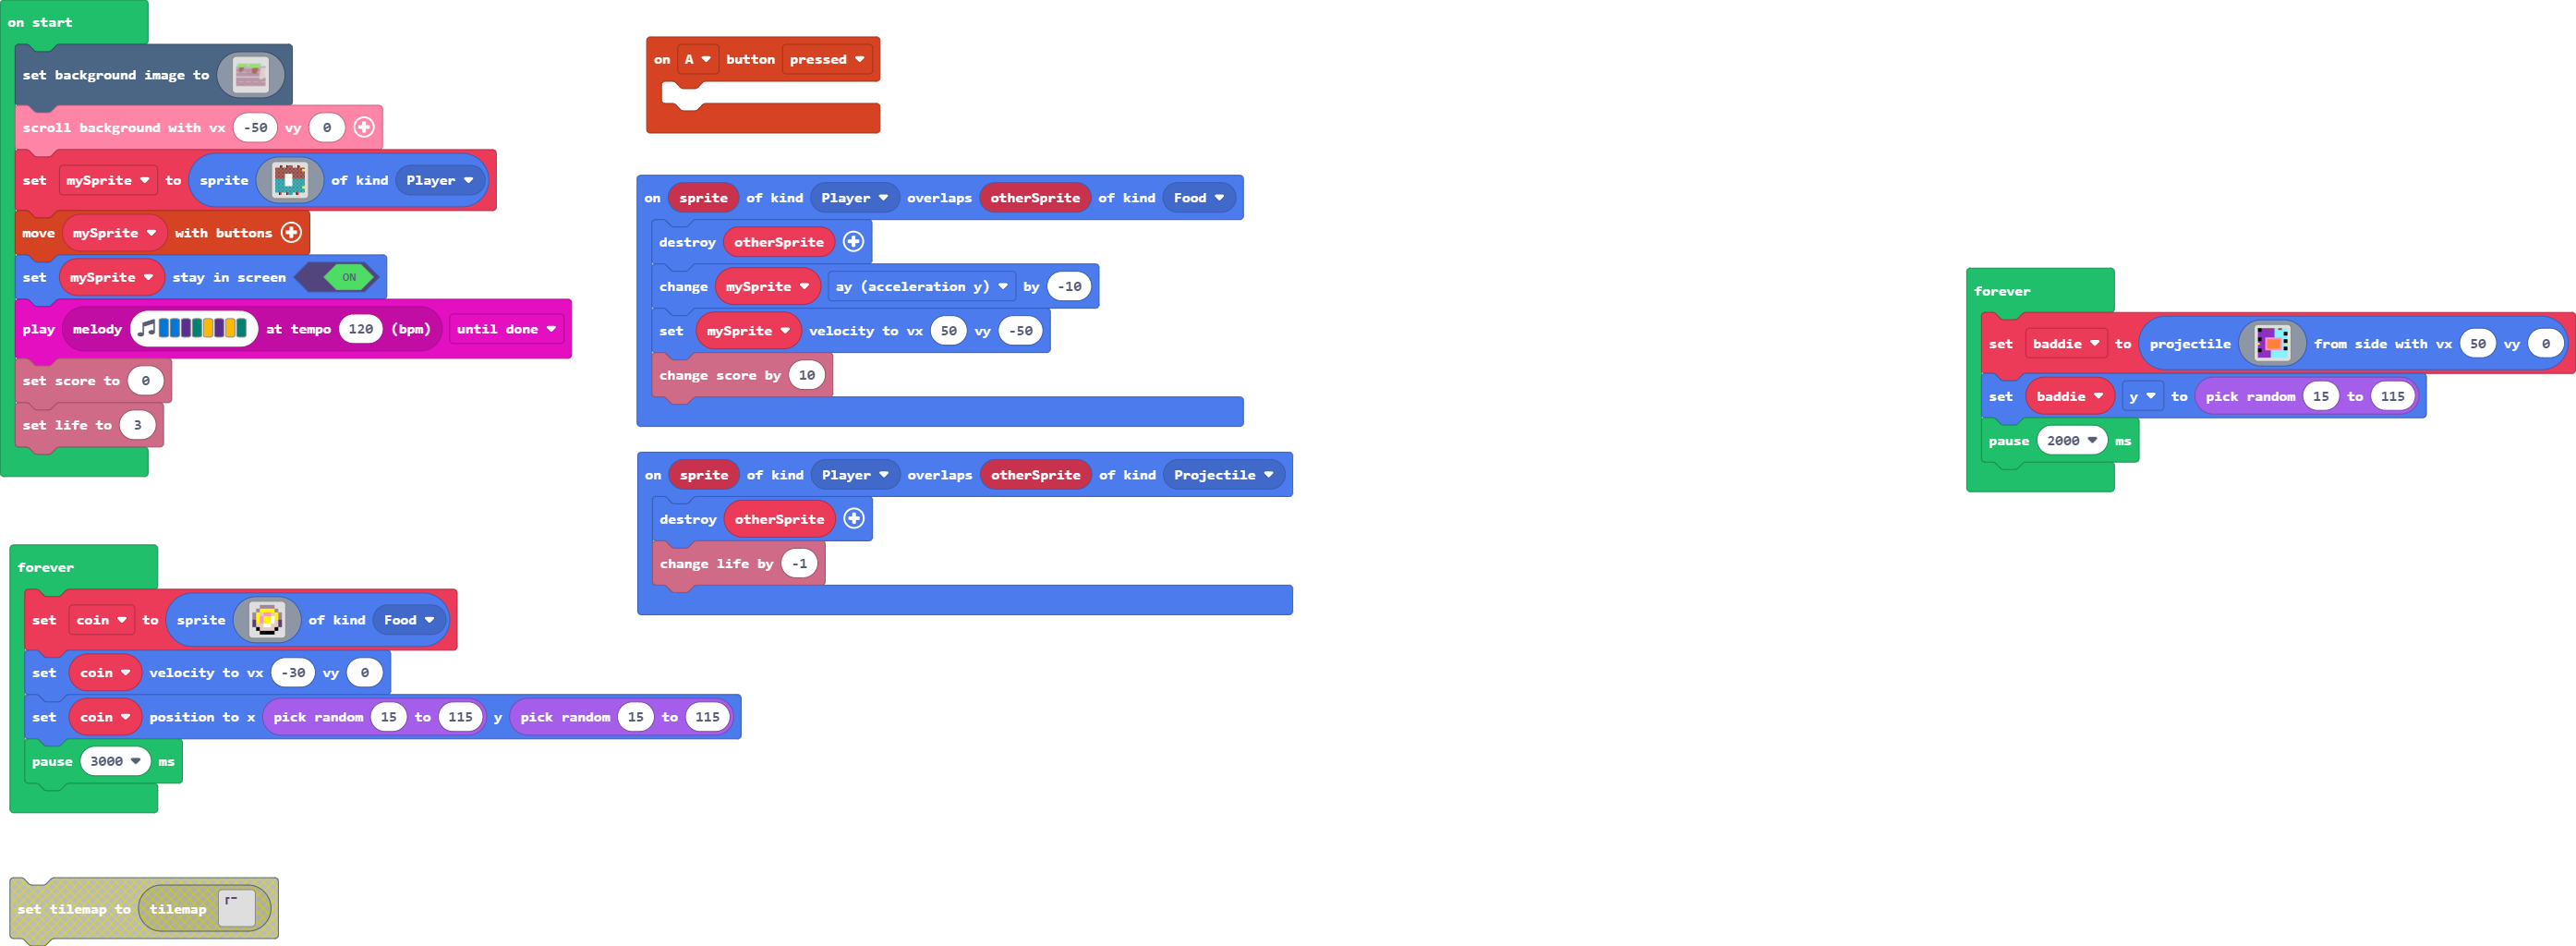 on start
set background image to
scroll background with vx -50 vy 0
set mySprite to sprite of kind Player
move mySprite with buttons
set mySprite stay in screen ON
play melody at tempo 120 (bpm) until done
set score to 0
set life to 3
forever
set coin to sprite of kind Food
set coin velocity to vx -30 vy 0
set coin position to x pick random 15 to 115 y pick random 15 to 115
pause 3000 ms
set tilemap to tilemap
on A button pressed
on sprite of kind Player overlaps otherSprite of kind Food
destroy otherSprite
change mySprite ay (acceleration y) by -10
set mySprite velocity to vx 50 vy -50
change score by 10
on sprite of kind Player overlaps otherSprite of kind Projectile
destroy otherSprite
change life by -1
forever
set baddie to projectile from side with vx 50 vy 0
set baddie y to pick random 15 to 115
pause 2000 ms